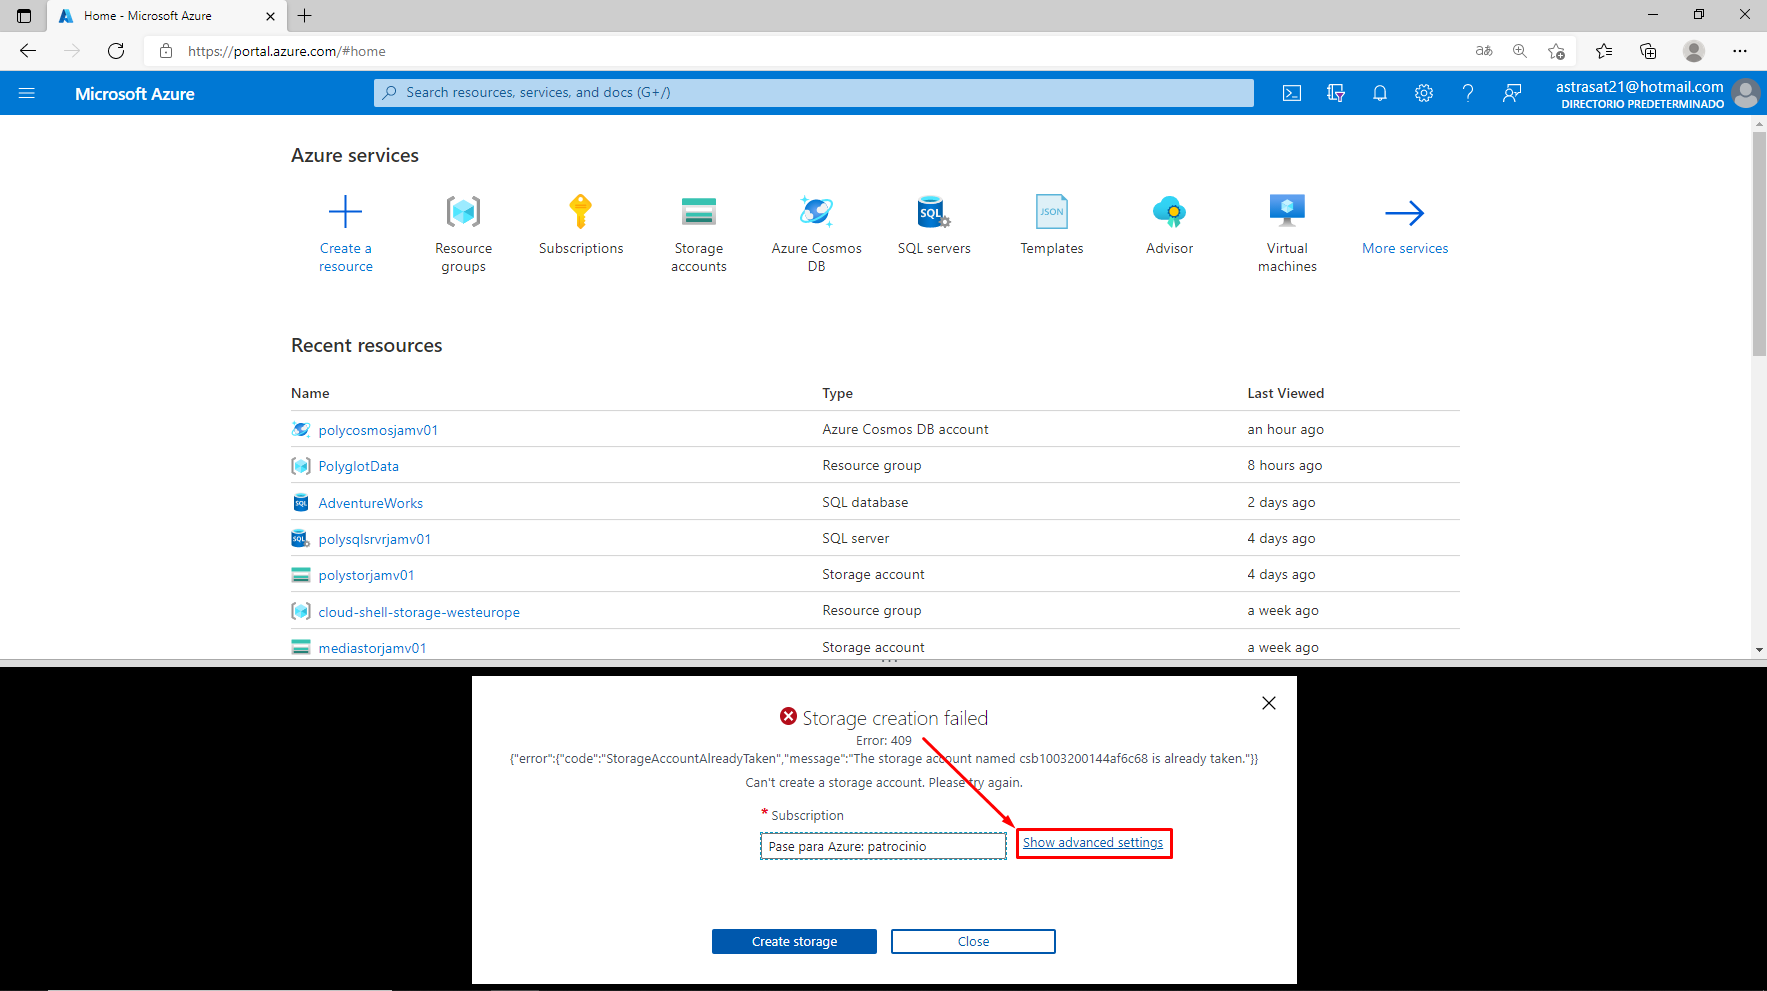 Home - Microsoft Azure
https://portal.azure.com/#home
aあ
Microsoft Azure
Search resources, services, and docs (G+/)
astrasat21@hotmail.com
DIRECTORIO PREDETERMINADO
Azure services
Create a resource
Resource groups
Subscriptions
Storage accounts
Azure Cosmos DB
SQL
SQL servers
JSON
Templates
Advisor
Virtual machines
More services
Recent resources
Name Type Last Viewed
polycosmosjamv01 Azure Cosmos DB account an hour ago
PolyglotData Resource group 8 hours ago
SQL AdventureWorks SQL database 2 days ago
SQL polysqlsrvrjamv01 SQL server 4 days ago
polystorjamv01 Storage account 4 days ago
cloud-shell-storage-westeurope Resource group a week ago
mediastorjamv01 Storage account a week ago
Storage creation failed
Error: 409
{"error":{"code":"StorageAccountAlreadyTaken","message":"The storage account named csb1003200144af6c68 is already taken."}}
Can't create a storage account. Please try again.
* Subscription
Pase para Azure: patrocinio
Show advanced settings
Create storage
Close